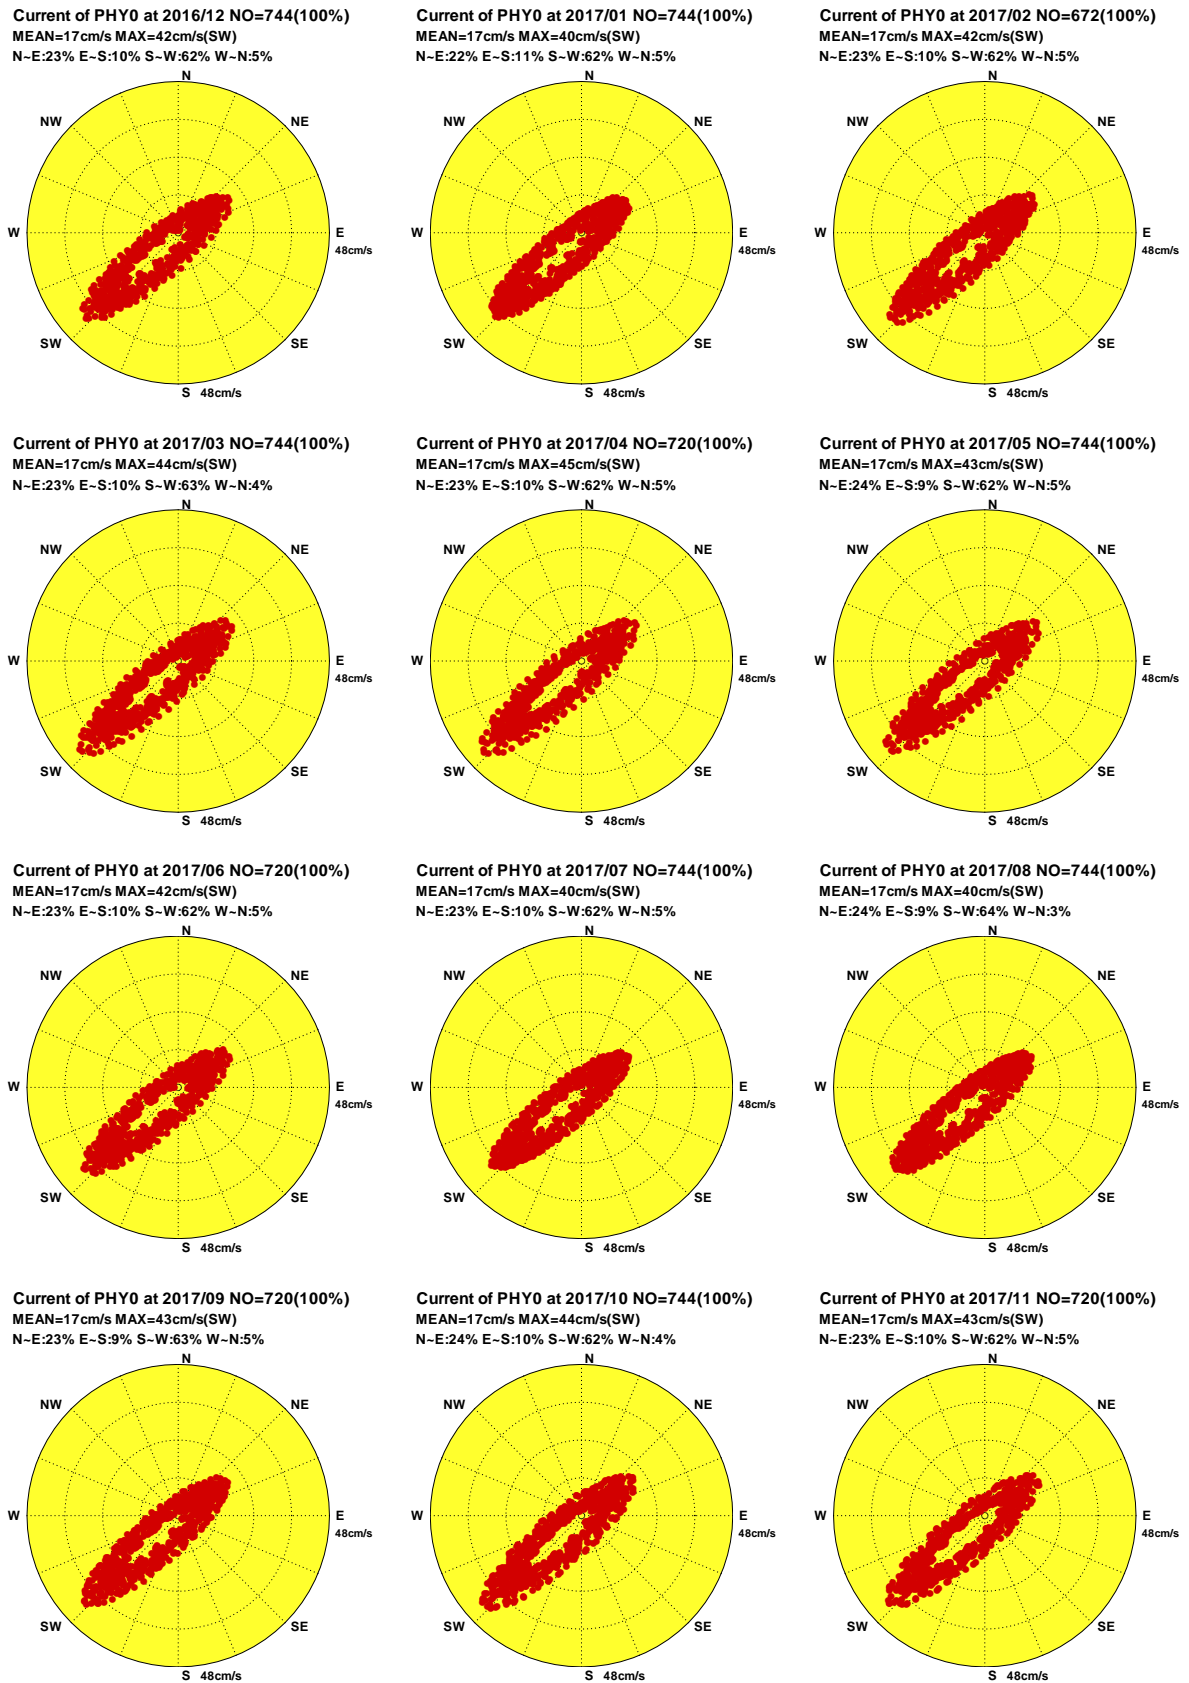 Current of PHY0 at 2016/12 NO=744(100%)
MEAN=17cm/s MAX=42cm/s(SW)
N~E:23% E~S:10% S~W:62% W~N:5%
N
NW
NE
W
E
48cm/s
SW
SE
S 48cm/s
Current of PHY0 at 2017/01 NO=744(100%)
MEAN=17cm/s MAX=40cm/s(SW)
N~E:22% E~S:11% S~W:62% W~N:5%
N
NW
NE
W
E
48cm/s
SW
SE
S 48cm/s
Current of PHY0 at 2017/02 NO=672(100%)
MEAN=17cm/s MAX=42cm/s(SW)
N~E:23% E~S:10% S~W:62% W~N:5%
N
NW
NE
W
E
48cm/s
SW
SE
S 48cm/s
Current of PHY0 at 2017/03 NO=744(100%)
MEAN=17cm/s MAX=44cm/s(SW)
N~E:23% E~S:10% S~W:63% W~N:4%
N
NW
NE
W
E
48cm/s
SW
SE
S 48cm/s
Current of PHY0 at 2017/04 NO=720(100%)
MEAN=17cm/s MAX=45cm/s(SW)
N~E:23% E~S:10% S~W:62% W~N:5%
N
NW
NE
W
E
48cm/s
SW
SE
S 48cm/s
Current of PHY0 at 2017/05 NO=744(100%)
MEAN=17cm/s MAX=43cm/s(SW)
N~E:24% E~S:9% S~W:62% W~N:5%
N
NW
NE
W
E
48cm/s
SW
SE
S 48cm/s
Current of PHY0 at 2017/06 NO=720(100%)
MEAN=17cm/s MAX=42cm/s(SW)
N~E:23% E~S:10% S~W:62% W~N:5%
N
NW
NE
W
E
48cm/s
SW
SE
S 48cm/s
Current of PHY0 at 2017/07 NO=744(100%)
MEAN=17cm/s MAX=40cm/s(SW)
N~E:23% E~S:10% S~W:62% W~N:5%
N
NW
NE
W
E
48cm/s
SW
SE
S 48cm/s
Current of PHY0 at 2017/08 NO=744(100%)
MEAN=17cm/s MAX=40cm/s(SW)
N~E:24% E~S:9% S~W:64% W~N:3%
N
NW
NE
W
E
48cm/s
SW
SE
S 48cm/s
Current of PHY0 at 2017/09 NO=720(100%)
MEAN=17cm/s MAX=43cm/s(SW)
N~E:23% E~S:9% S~W:63% W~N:5%
N
NW
NE
W
E
48cm/s
SW
SE
S 48cm/s
Current of PHY0 at 2017/10 NO=744(100%)
MEAN=17cm/s MAX=44cm/s(SW)
N~E:24% E~S:10% S~W:62% W~N:4%
N
NW
NE
W
E
48cm/s
SW
SE
S 48cm/s
Current of PHY0 at 2017/11 NO=720(100%)
MEAN=17cm/s MAX=43cm/s(SW)
N~E:23% E~S:10% S~W:62% W~N:5%
N
NW
NE
W
E
48cm/s
SW
SE
S 48cm/s